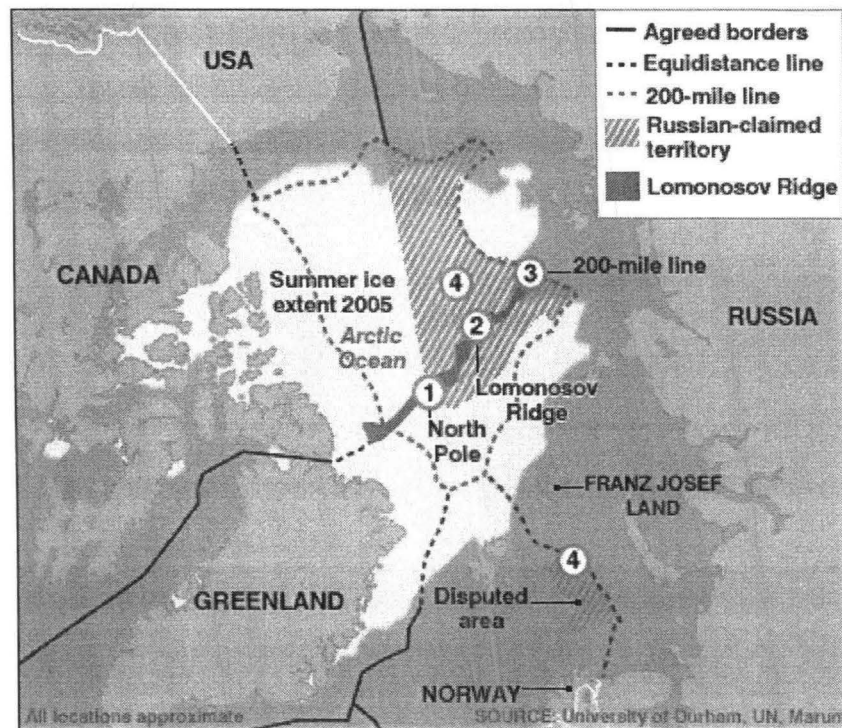 USA
Agreed borders
Equidistance line
200-mile line
Russian-claimed
territory
Lomonosov Ridge
CANADA
Summer ice
extent 2005
Arctic
Ocean
4
3
200-mile line
2
RUSSIA
1
Lomonosov
Ridge
North
Pole
FRANZ JOSEF
LAND
4
GREENLAND
Disputed
area
NORWAY
All locations approximate
SOURCE: University of Durham, UN, Marum